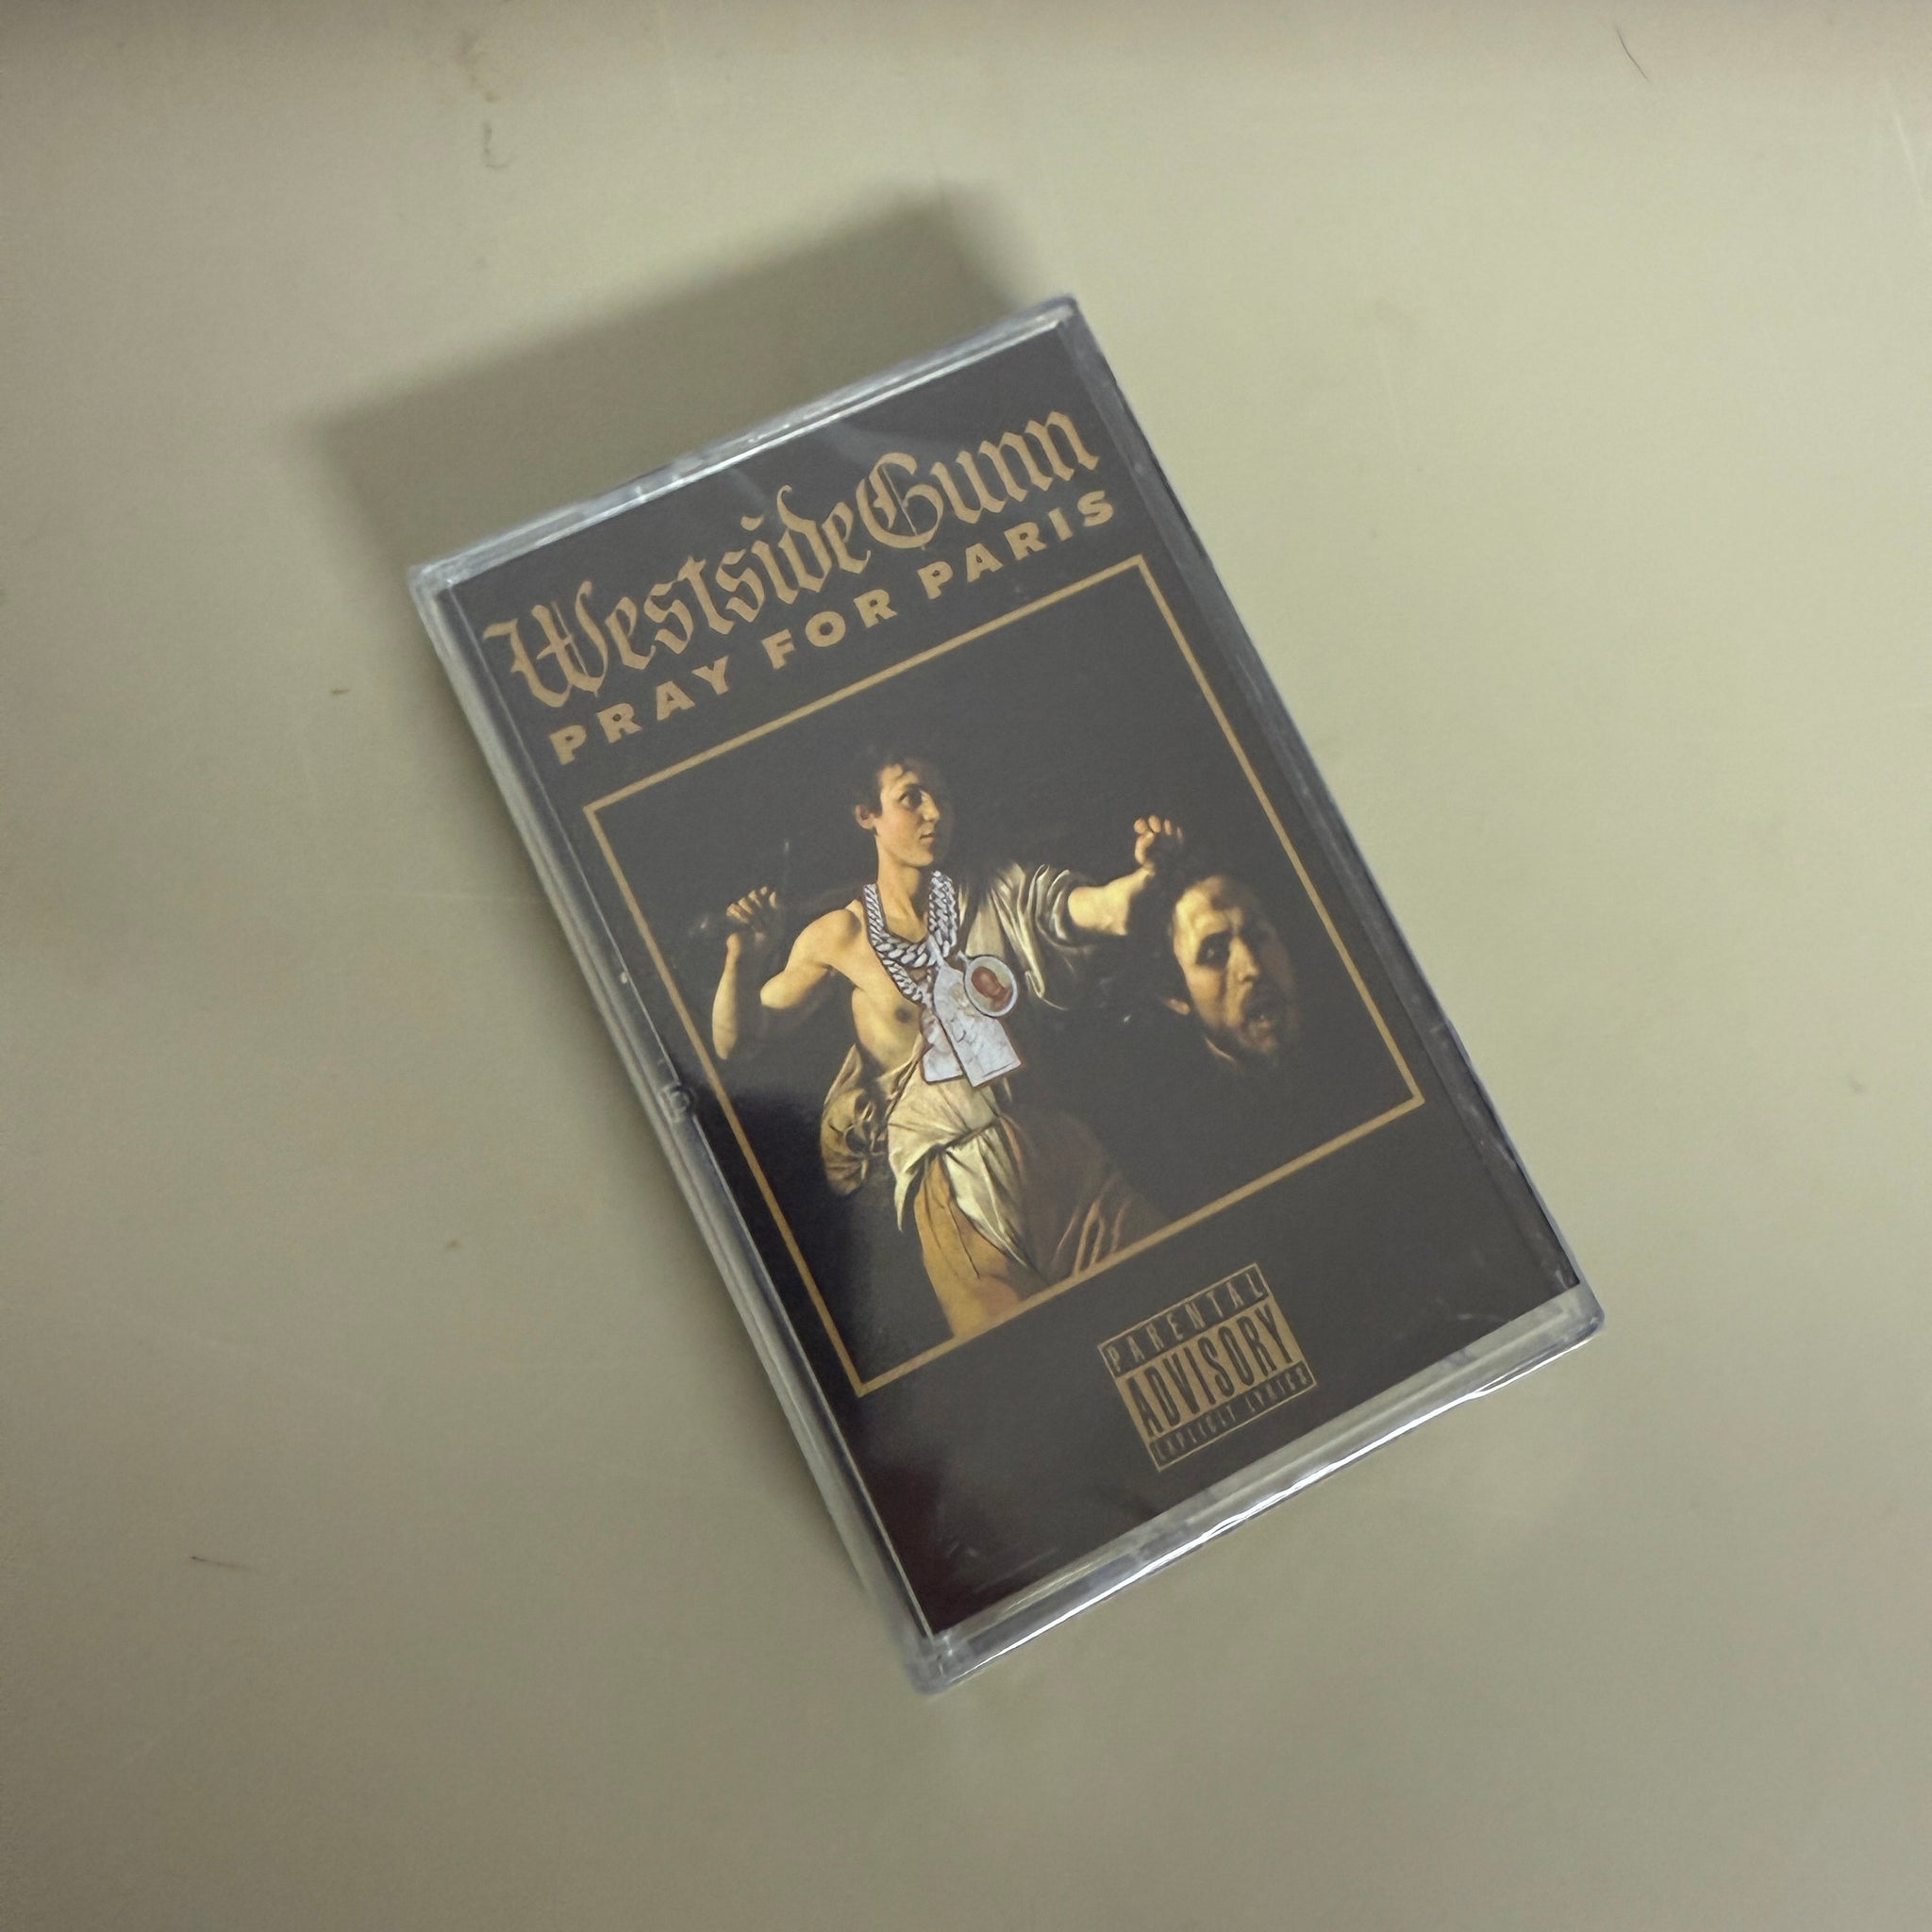 WestsideGunn
PRAY FOR PARIS
PARENTAL
ADVISORY
EXPLICIT LYRICS